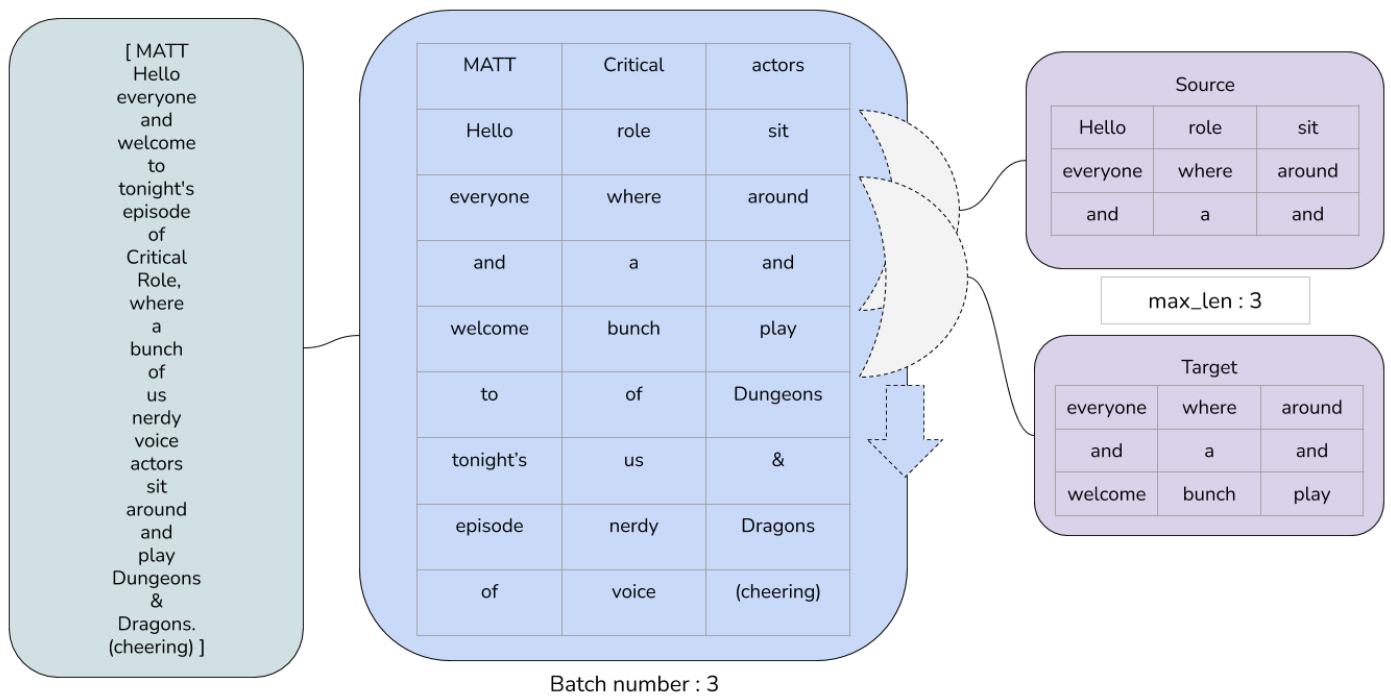 [ MATT
Hello
everyone
and
welcome
to
tonight's
episode
of
Critical
Role,
where
a
bunch
of
us
nerdy
voice
actors
sit
around
and
play
Dungeons
&
Dragons.
(cheering) ]
MATT Critical actors
Hello role sit
everyone where around
and a and
welcome bunch play
to of Dungeons
tonight’s us &
episode nerdy Dragons
of voice (cheering)
Batch number : 3
Source
Hello role sit
everyone where around
and a and
max_len : 3
Target
everyone where around
and a and
welcome bunch play